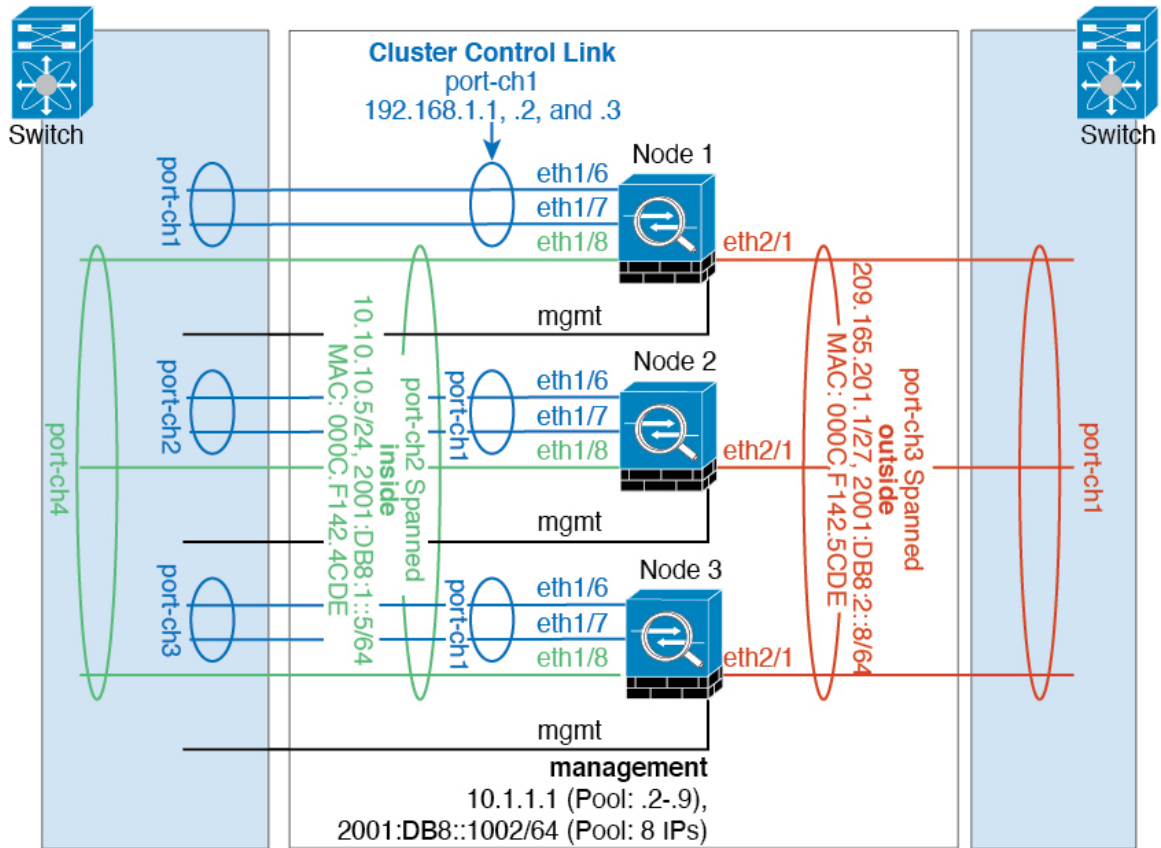 Switch
Switch
Cluster Control Link
port-ch1
192.168.1.1, .2, and .3
Node 1
port-ch1
eth1/6
eth1/7
eth1/8
eth2/1
mgmt
Node 2
port-ch2
port-ch1
eth1/6
eth1/7
eth1/8
eth2/1
mgmt
port-ch4
port-ch2 Spanned
inside
10.10.10.5/24, 2001:DB8:1::5/64
MAC: 000C.F142.4CDE
port-ch3 Spanned
outside
209.165.201.1/27, 2001:DB8:2::8/64
MAC: 000C.F142.5CDE
port-ch1
Node 3
port-ch3
port-ch1
eth1/6
eth1/7
eth1/8
eth2/1
mgmt
management
10.1.1.1 (Pool: .2-.9),
2001:DB8::1002/64 (Pool: 8 IPs)